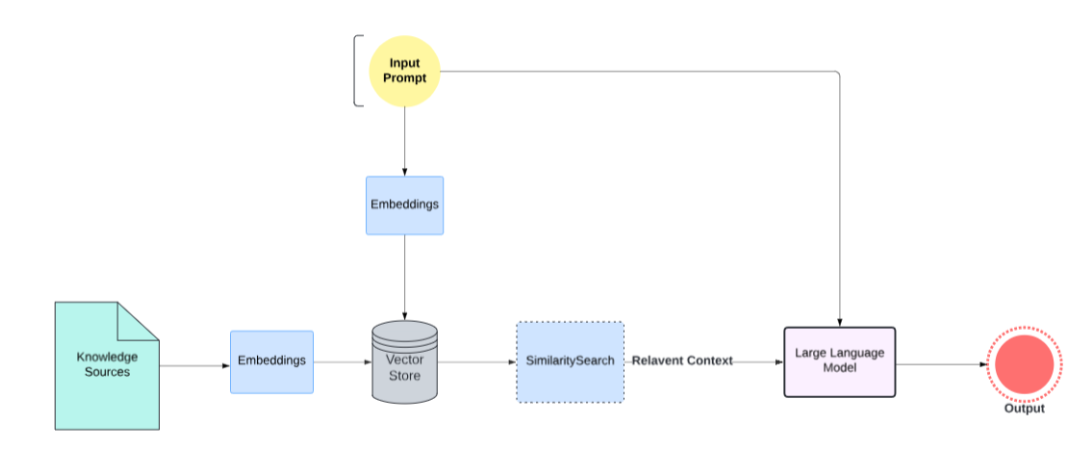 Input
Prompt
Embeddings
Knowledge
Sources
Embeddings
Vector
Store
SimilaritySearch
Relavent Context
Large Language
Model
Output